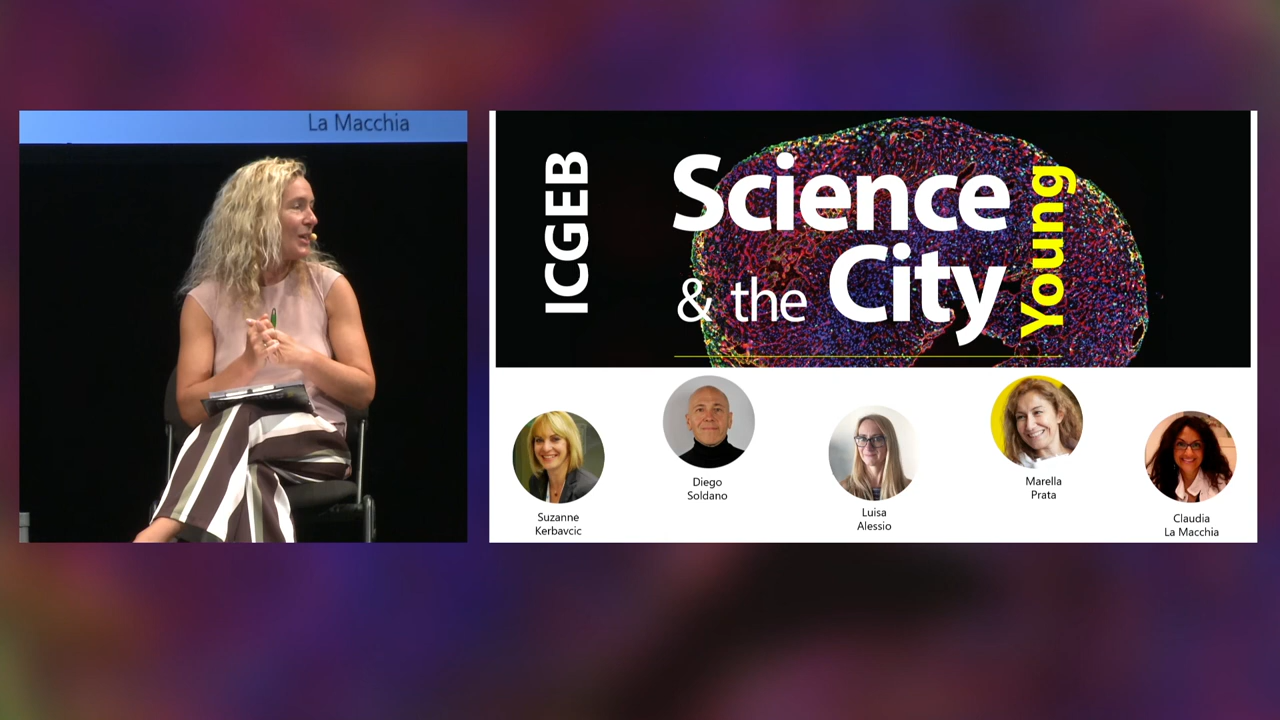 La Macchia
ICGEB
Science
& the City
Young
Suzanne
Kerbavcic
Diego
Soldano
Luisa
Alessio
Marella
Prata
Claudia
La Macchia